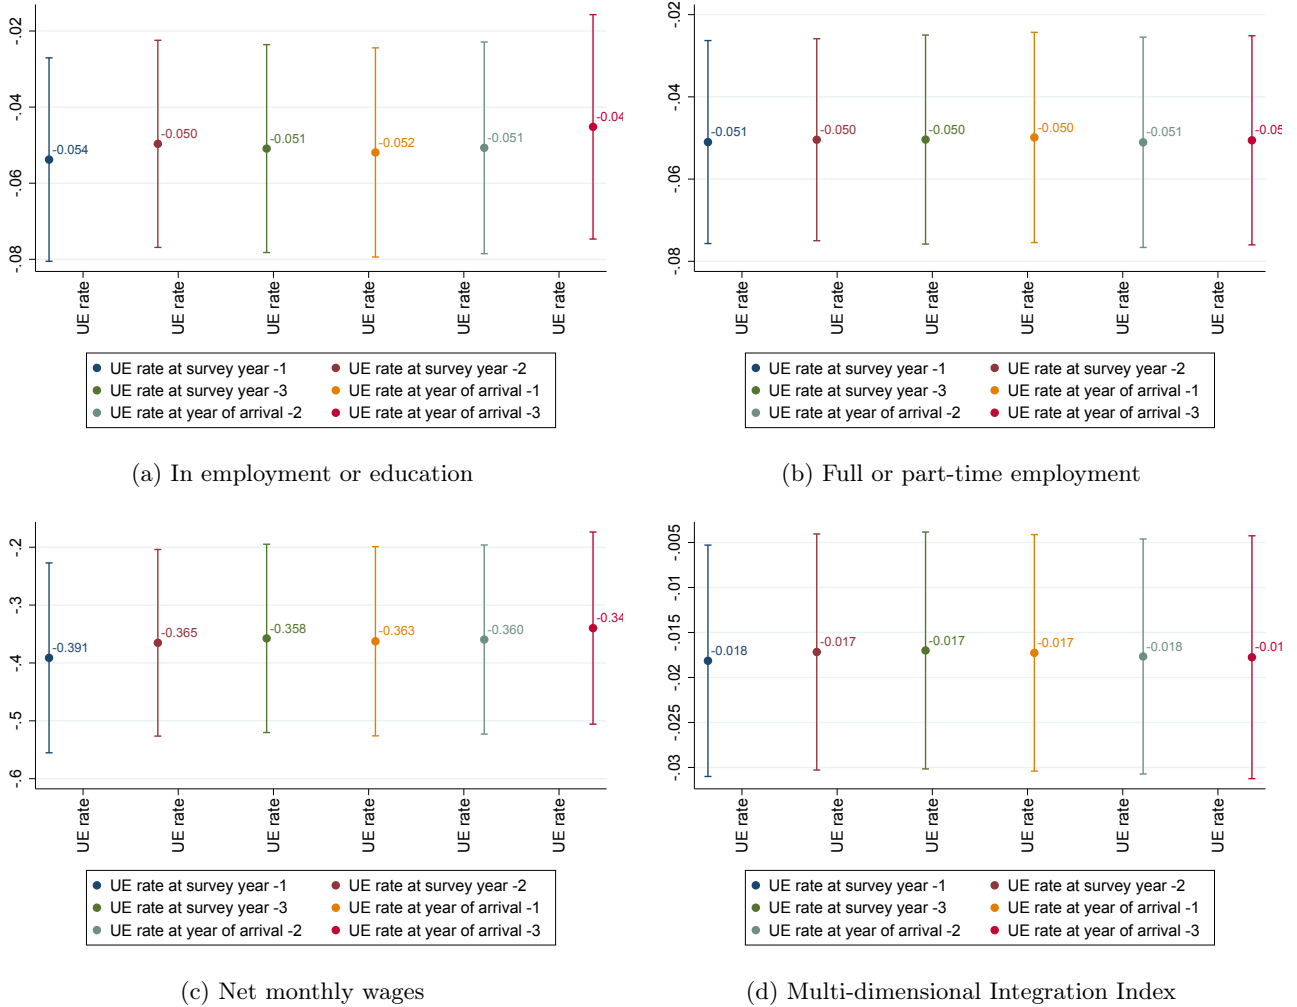 -.02
-.04
-.06
-.08
-0.054
-0.050
-0.051
-0.052
-0.051
-0.04
UE rate
UE rate
UE rate
UE rate
UE rate
UE rate
UE rate at survey year -1
UE rate at survey year -2
UE rate at survey year -3
UE rate at year of arrival -1
UE rate at year of arrival -2
UE rate at year of arrival -3
(a) In employment or education
-.02
-.04
-.06
-.08
-0.051
-0.050
-0.050
-0.050
-0.051
-0.05
UE rate
UE rate
UE rate
UE rate
UE rate
UE rate
UE rate at survey year -1
UE rate at survey year -2
UE rate at survey year -3
UE rate at year of arrival -1
UE rate at year of arrival -2
UE rate at year of arrival -3
(b) Full or part-time employment
-.2
-.3
-.4
-.5
-.6
-0.391
-0.365
-0.358
-0.363
-0.360
-0.34
UE rate
UE rate
UE rate
UE rate
UE rate
UE rate
UE rate at survey year -1
UE rate at survey year -2
UE rate at survey year -3
UE rate at year of arrival -1
UE rate at year of arrival -2
UE rate at year of arrival -3
(c) Net monthly wages
-.005
-.01
-.015
-.02
-.025
-.03
-0.018
-0.017
-0.017
-0.017
-0.018
-0.01
UE rate
UE rate
UE rate
UE rate
UE rate
UE rate
UE rate at survey year -1
UE rate at survey year -2
UE rate at survey year -3
UE rate at year of arrival -1
UE rate at year of arrival -2
UE rate at year of arrival -3
(d) Multi-dimensional Integration Index